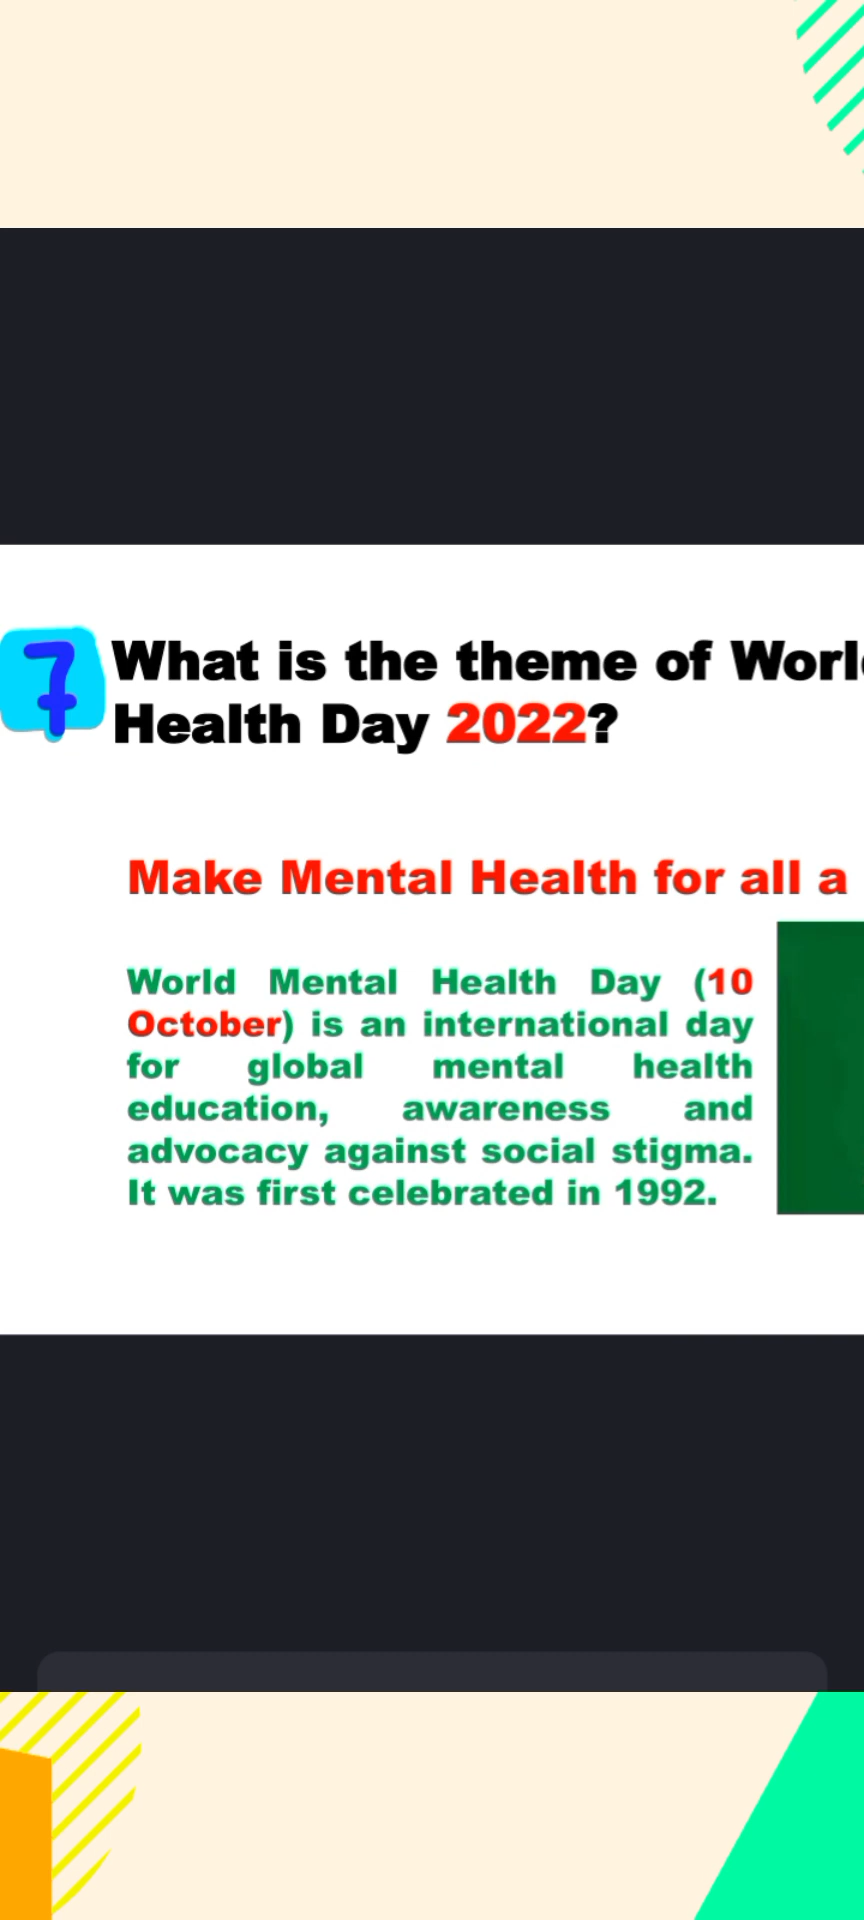 7 What is the theme of Worl
Health Day 2022?
Make Mental Health for all a
World Mental Health Day (10
October) is an international day
for global mental health
education, awareness and
advocacy against social stigma.
It was first celebrated in 1992.